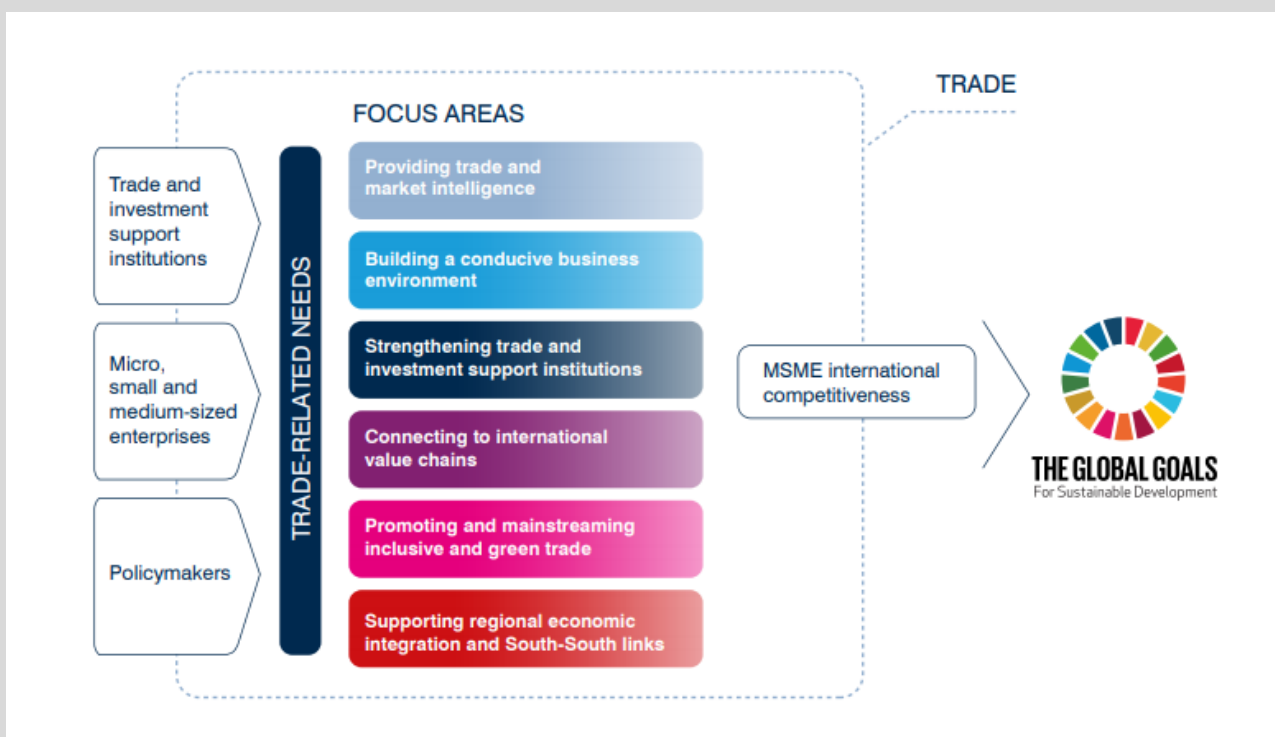 TRADE
FOCUS AREAS
Trade and
investment
support
institutions
Micro,
small and
medium-sized
enterprises
Policymakers
TRADE-RELATED NEEDS
Providing trade and
market intelligence
Building a conducive business
environment
Strengthening trade and
investment support institutions
Connecting to international
value chains
Promoting and mainstreaming
inclusive and green trade
Supporting regional economic
integration and South-South links
MSME international
competitiveness
THE GLOBAL GOALS
For Sustainable Development